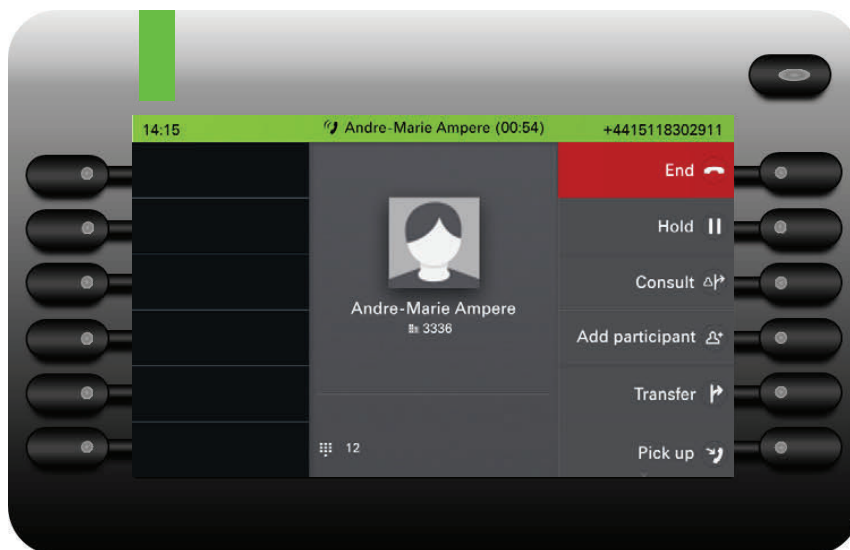 14:15
Andre-Marie Ampere (00:54)
+4415118302911
End
Hold
Consult
Andre-Marie Ampere
3336
Add participant
Transfer
12
Pick up